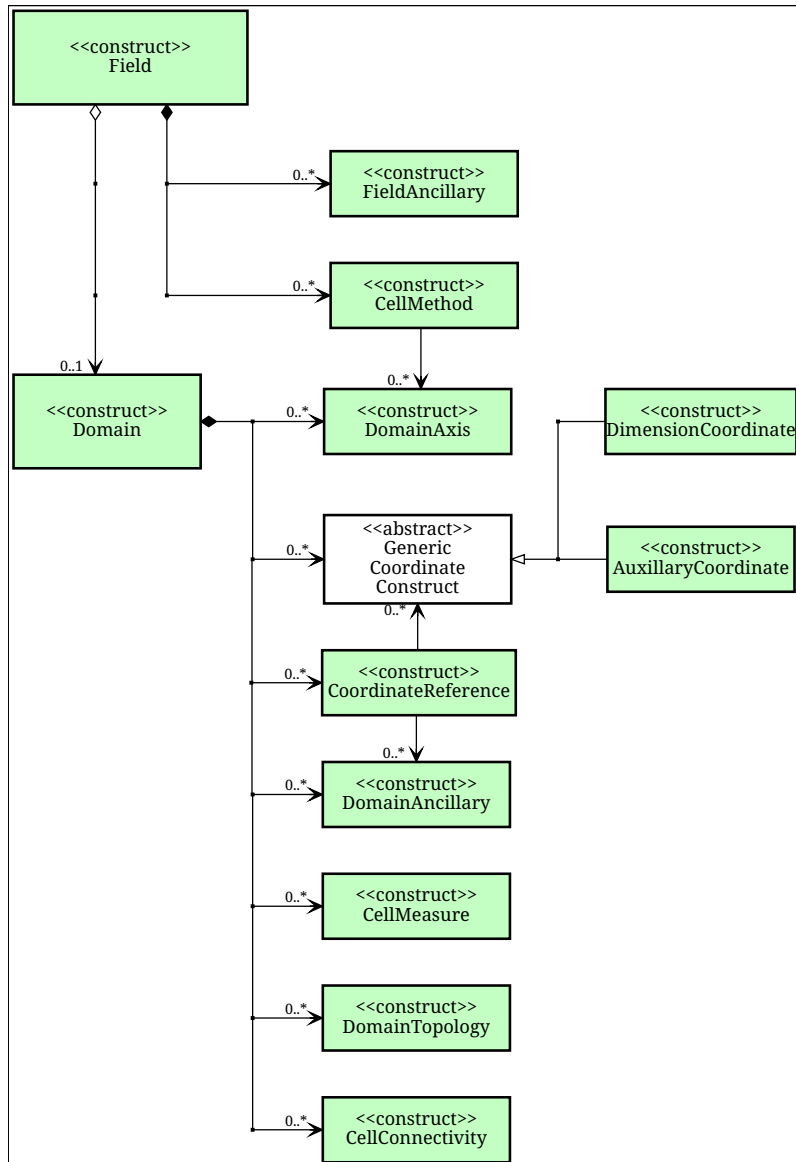 <<construct>>
Field
0..*
<<construct>>
FieldAncillary
0..*
<<construct>>
CellMethod
0..1
0..*
<<construct>>
Domain
0..*
<<construct>>
DomainAxis
<<construct>>
DimensionCoordinate
0..*
<<abstract>>
Generic
Coordinate
Construct
<<construct>>
AuxillaryCoordinate
0..*
0..*
<<construct>>
CoordinateReference
0..*
0..*
<<construct>>
DomainAncillary
0..*
<<construct>>
CellMeasure
0..*
<<construct>>
DomainTopology
0..*
<<construct>>
CellConnectivity